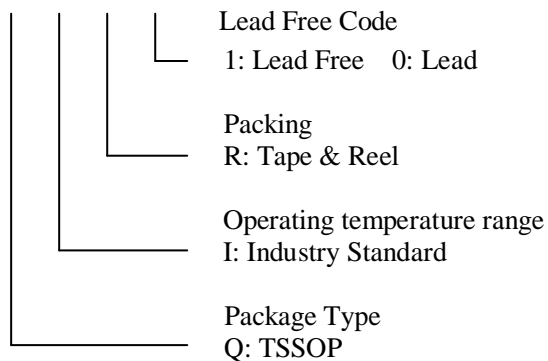 Lead Free Code
1: Lead Free 0: Lead
Packing
R: Tape & Reel
Operating temperature range
I: Industry Standard
Package Type
Q: TSSOP